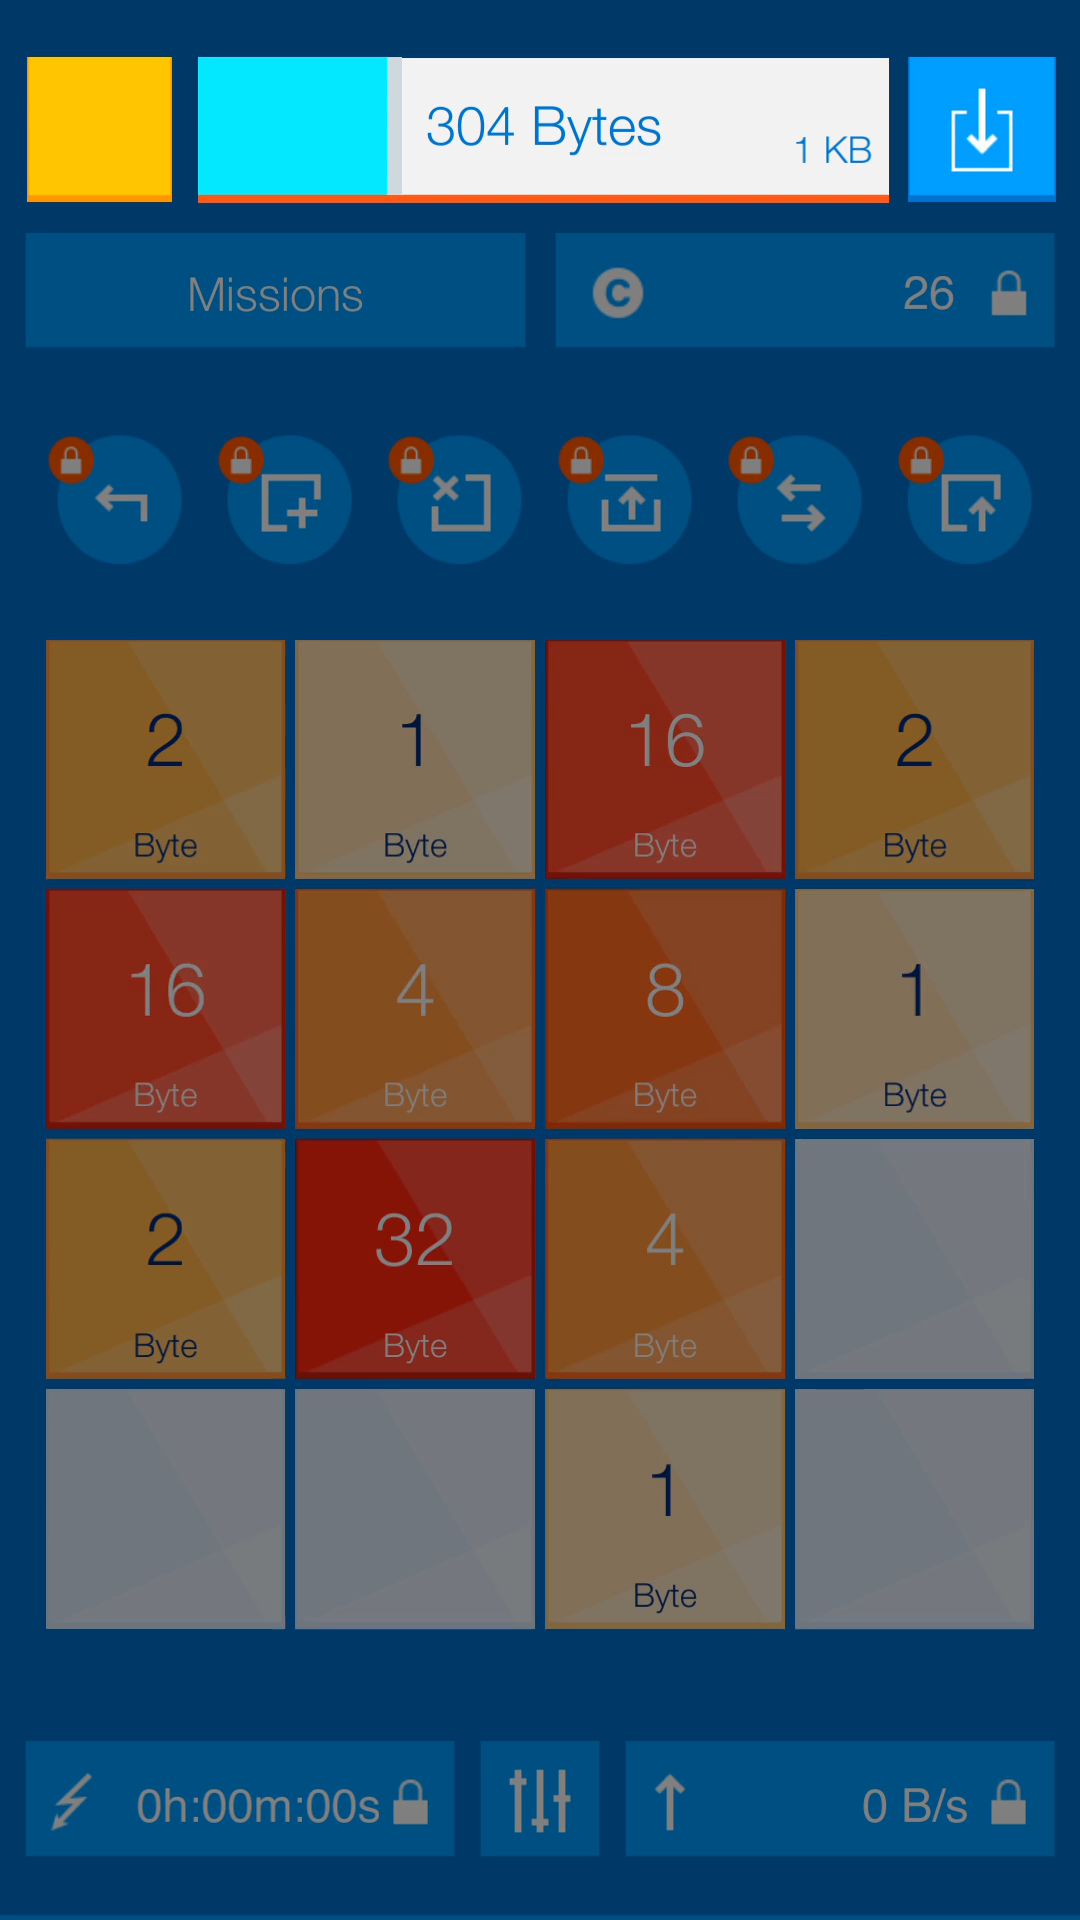 304 Bytes
1 KB
Missions
C
26
2 1 16 2
Byte Byte Byte Byte
16 4 8 1
Byte Byte Byte Byte
2 32 4
Byte Byte Byte
1
Byte
0h:00m:00s
0 B/s